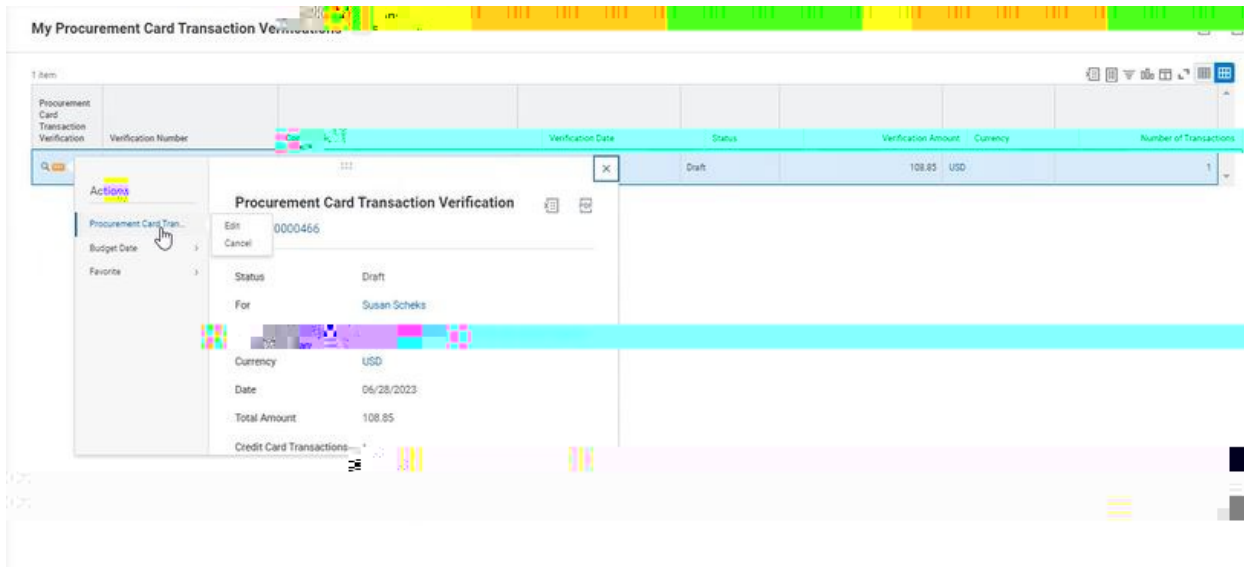 My Procurement Card Transaction Verifications
1 item
Procurement Card Transaction Verification
Verification Number
Verification Date
Status
Verification Amount
Currency
Number of Transactions
Draft
108.85
USD
1
Actions
Procurement Card Tran...
Budget Date
Favorite
Edit
Cancel
Procurement Card Transaction Verification
0000466
Status Draft
For Susan Scheks
Currency USD
Date 06/28/2023
Total Amount 108.85
Credit Card Transactions